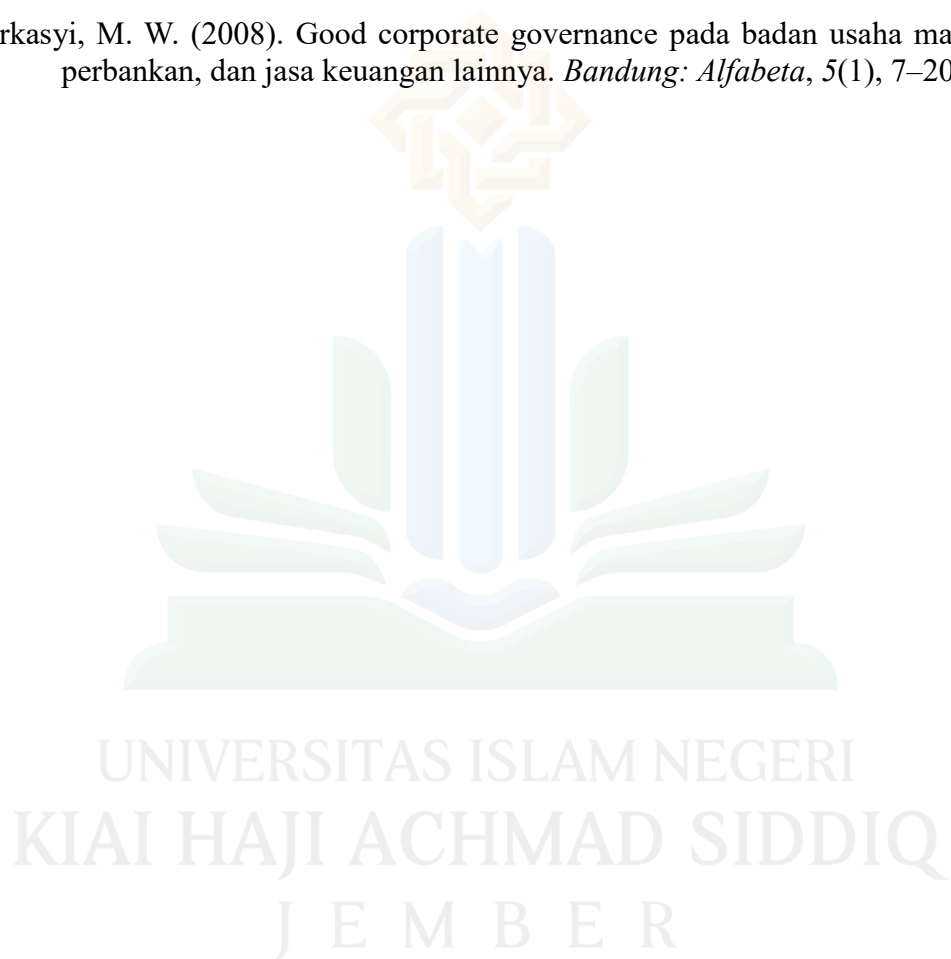 rkasyi, M. W. (2008). Good corporate governance pada badan usaha ma
perbankan, dan jasa keuangan lainnya. Bandung: Alfabeta, 5(1), 7–20
UNIVERSITAS ISLAM NEGERI
KIAI HAJI ACHMAD SIDDIQ
JEMBER